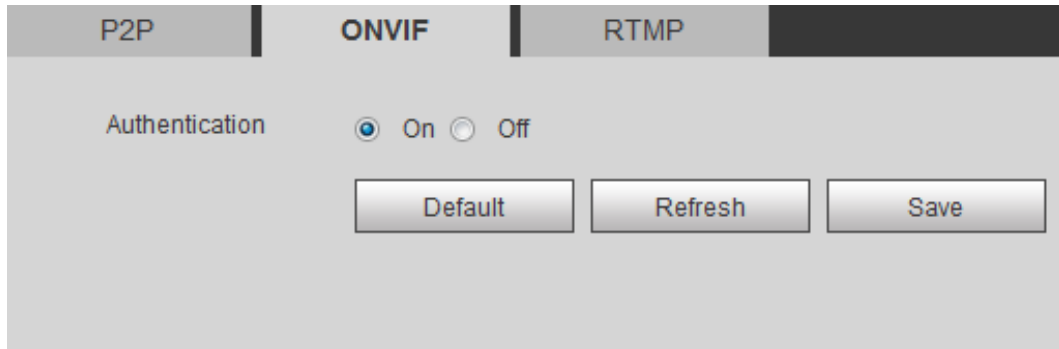 P2P ONVIF RTMP
Authentication On Off
Default Refresh Save